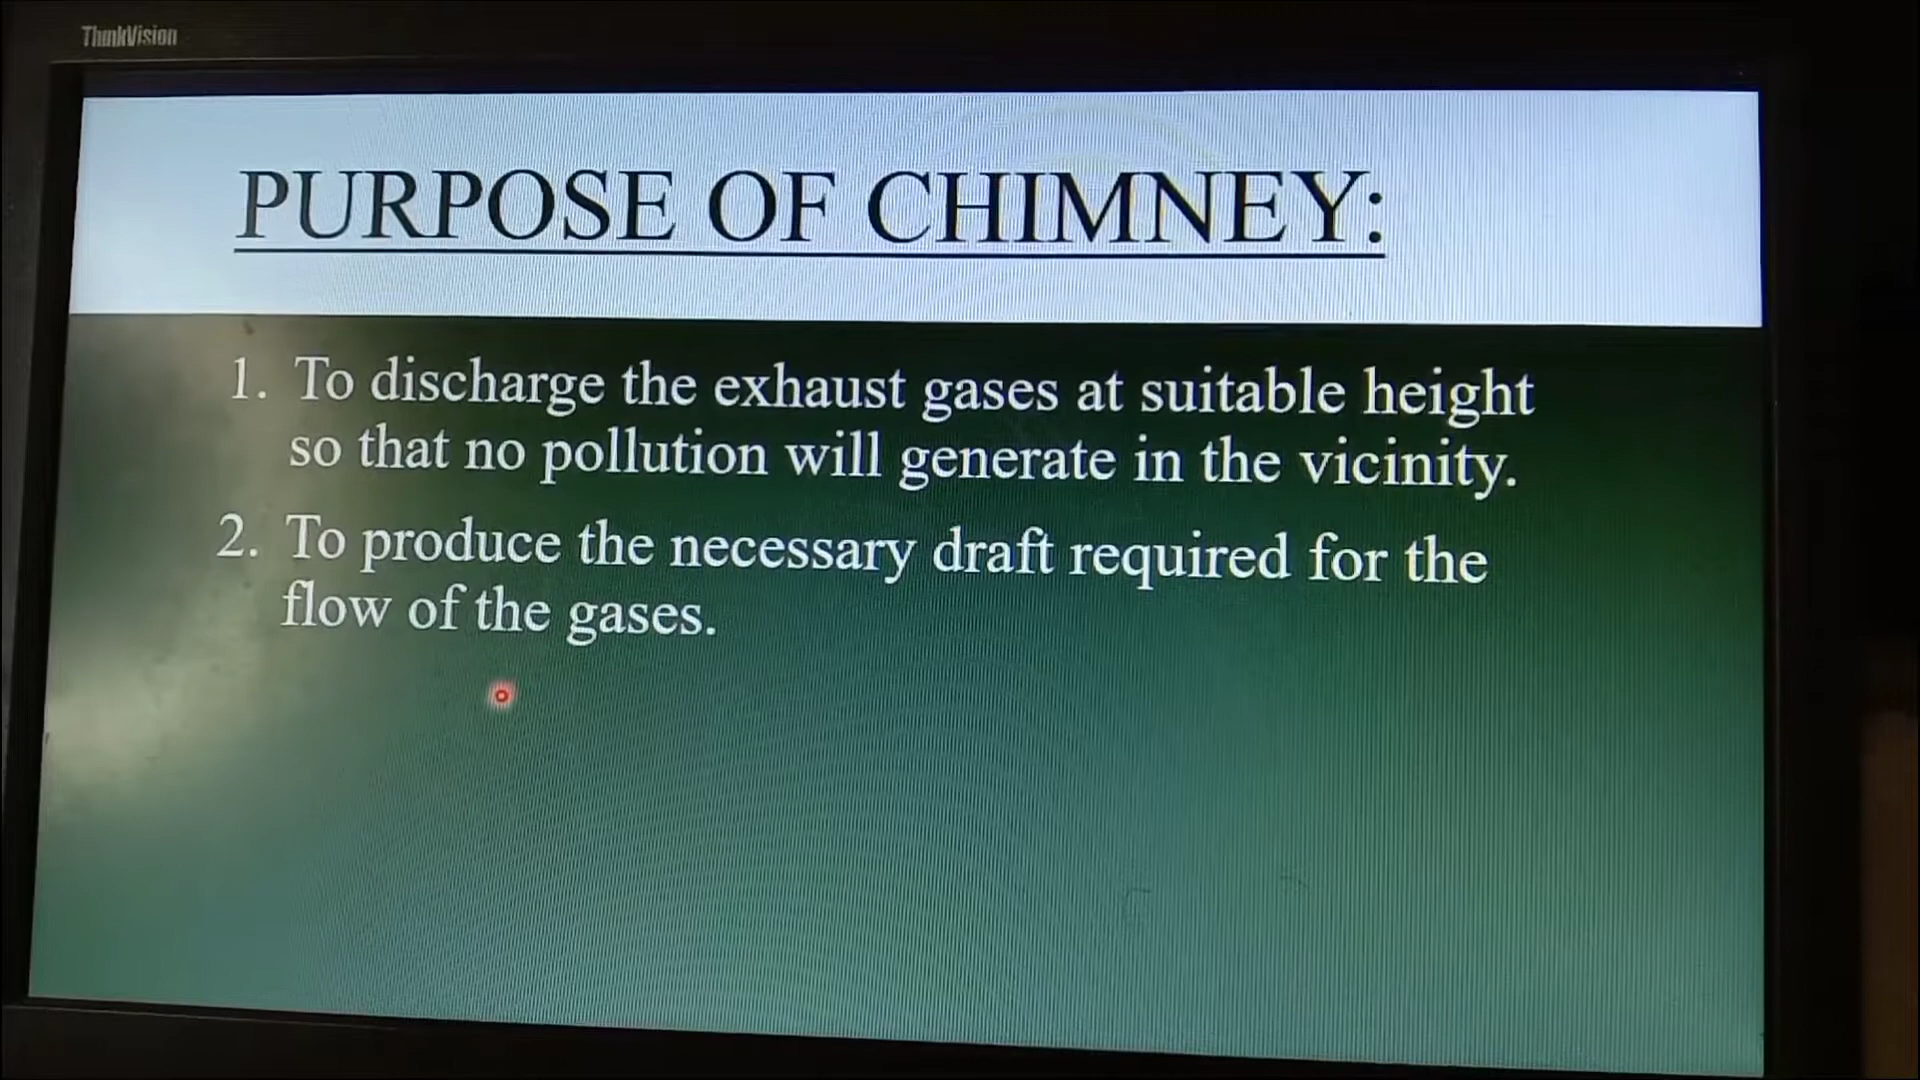 ThinkVision
PURPOSE OF CHIMNEY:
1. To discharge the exhaust gases at suitable height
so that no pollution will generate in the vicinity.
2. To produce the necessary draft required for the
flow of the gases.